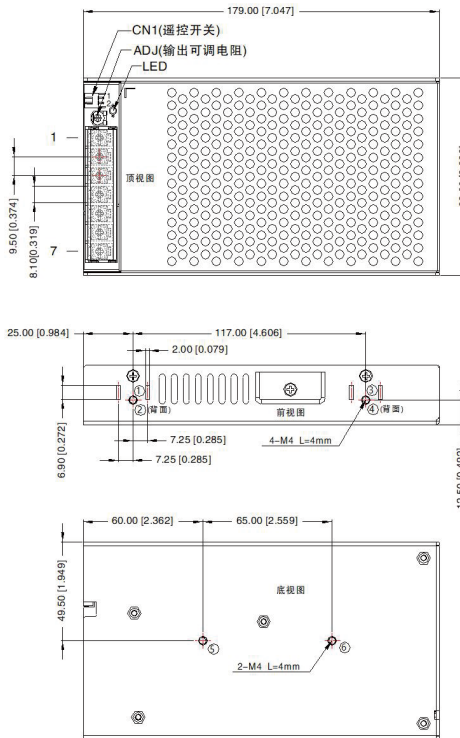 179.00 [7.047]
CN1(遥控开关)
ADJ(输出可调电阻)
LED
1
2
1
顶视图
9.50 [0.374]
8.10[0.319]
7
25.00 [0.984]
117.00 [4.606]
2.00 [0.079]
①
③
②(背面)
前视图
④(背面)
6.90 [0.272]
7.25 [0.285]
4-M4 L=4mm
7.25 [0.285]
60.00 [2.362]
65.00 [2.559]
49.50 [1.949]
底视图
⑤
⑥
2-M4 L=4mm